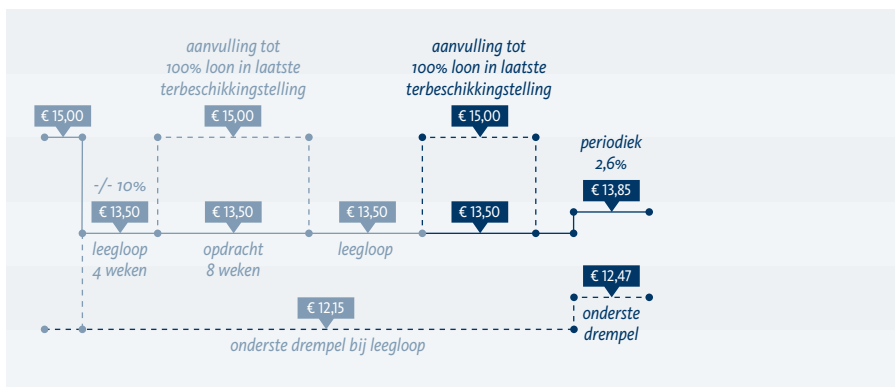 aanvulling tot
100% loon in laatste
terbeschikkingstelling
aanvulling tot
100% loon in laatste
terbeschikkingstelling
€ 15,00
€ 15,00
€ 15,00
periodiek
2,6%
-/- 10%
€ 13,85
€ 13,50
€ 13,50
€ 13,50
€ 13,50
leegloop
4 weken
opdracht
8 weken
leegloop
€ 12,47
€ 12,15
onderste
drempel
onderste drempel bij leegloop